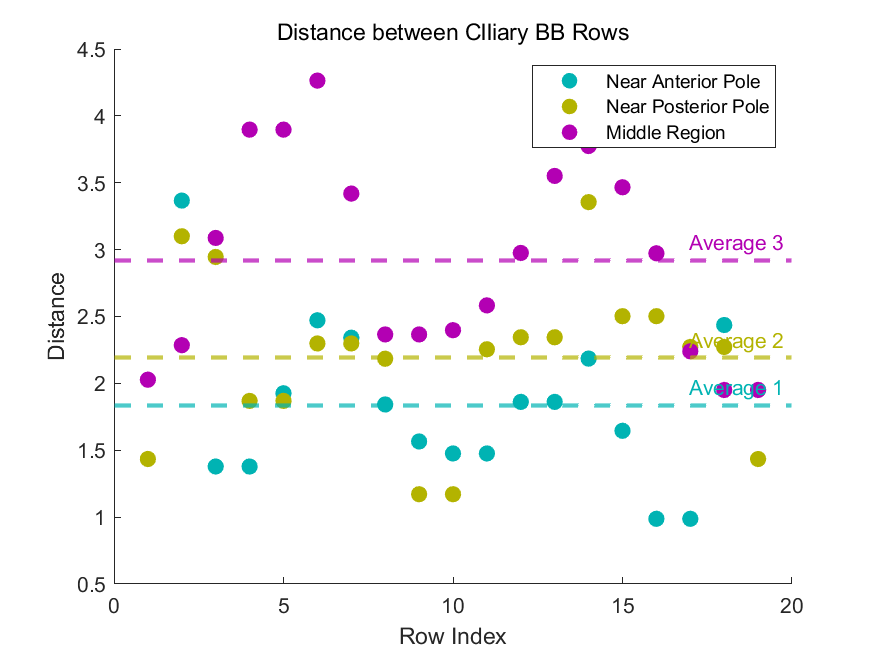 Distance between CIliary BB Rows
Near Anterior Pole
Near Posterior Pole
Middle Region
4.5
4
3.5
3
2.5
2
1.5
1
0.5
Distance
Average 3
Average 2
Average 1
0
5
10
15
20
Row Index